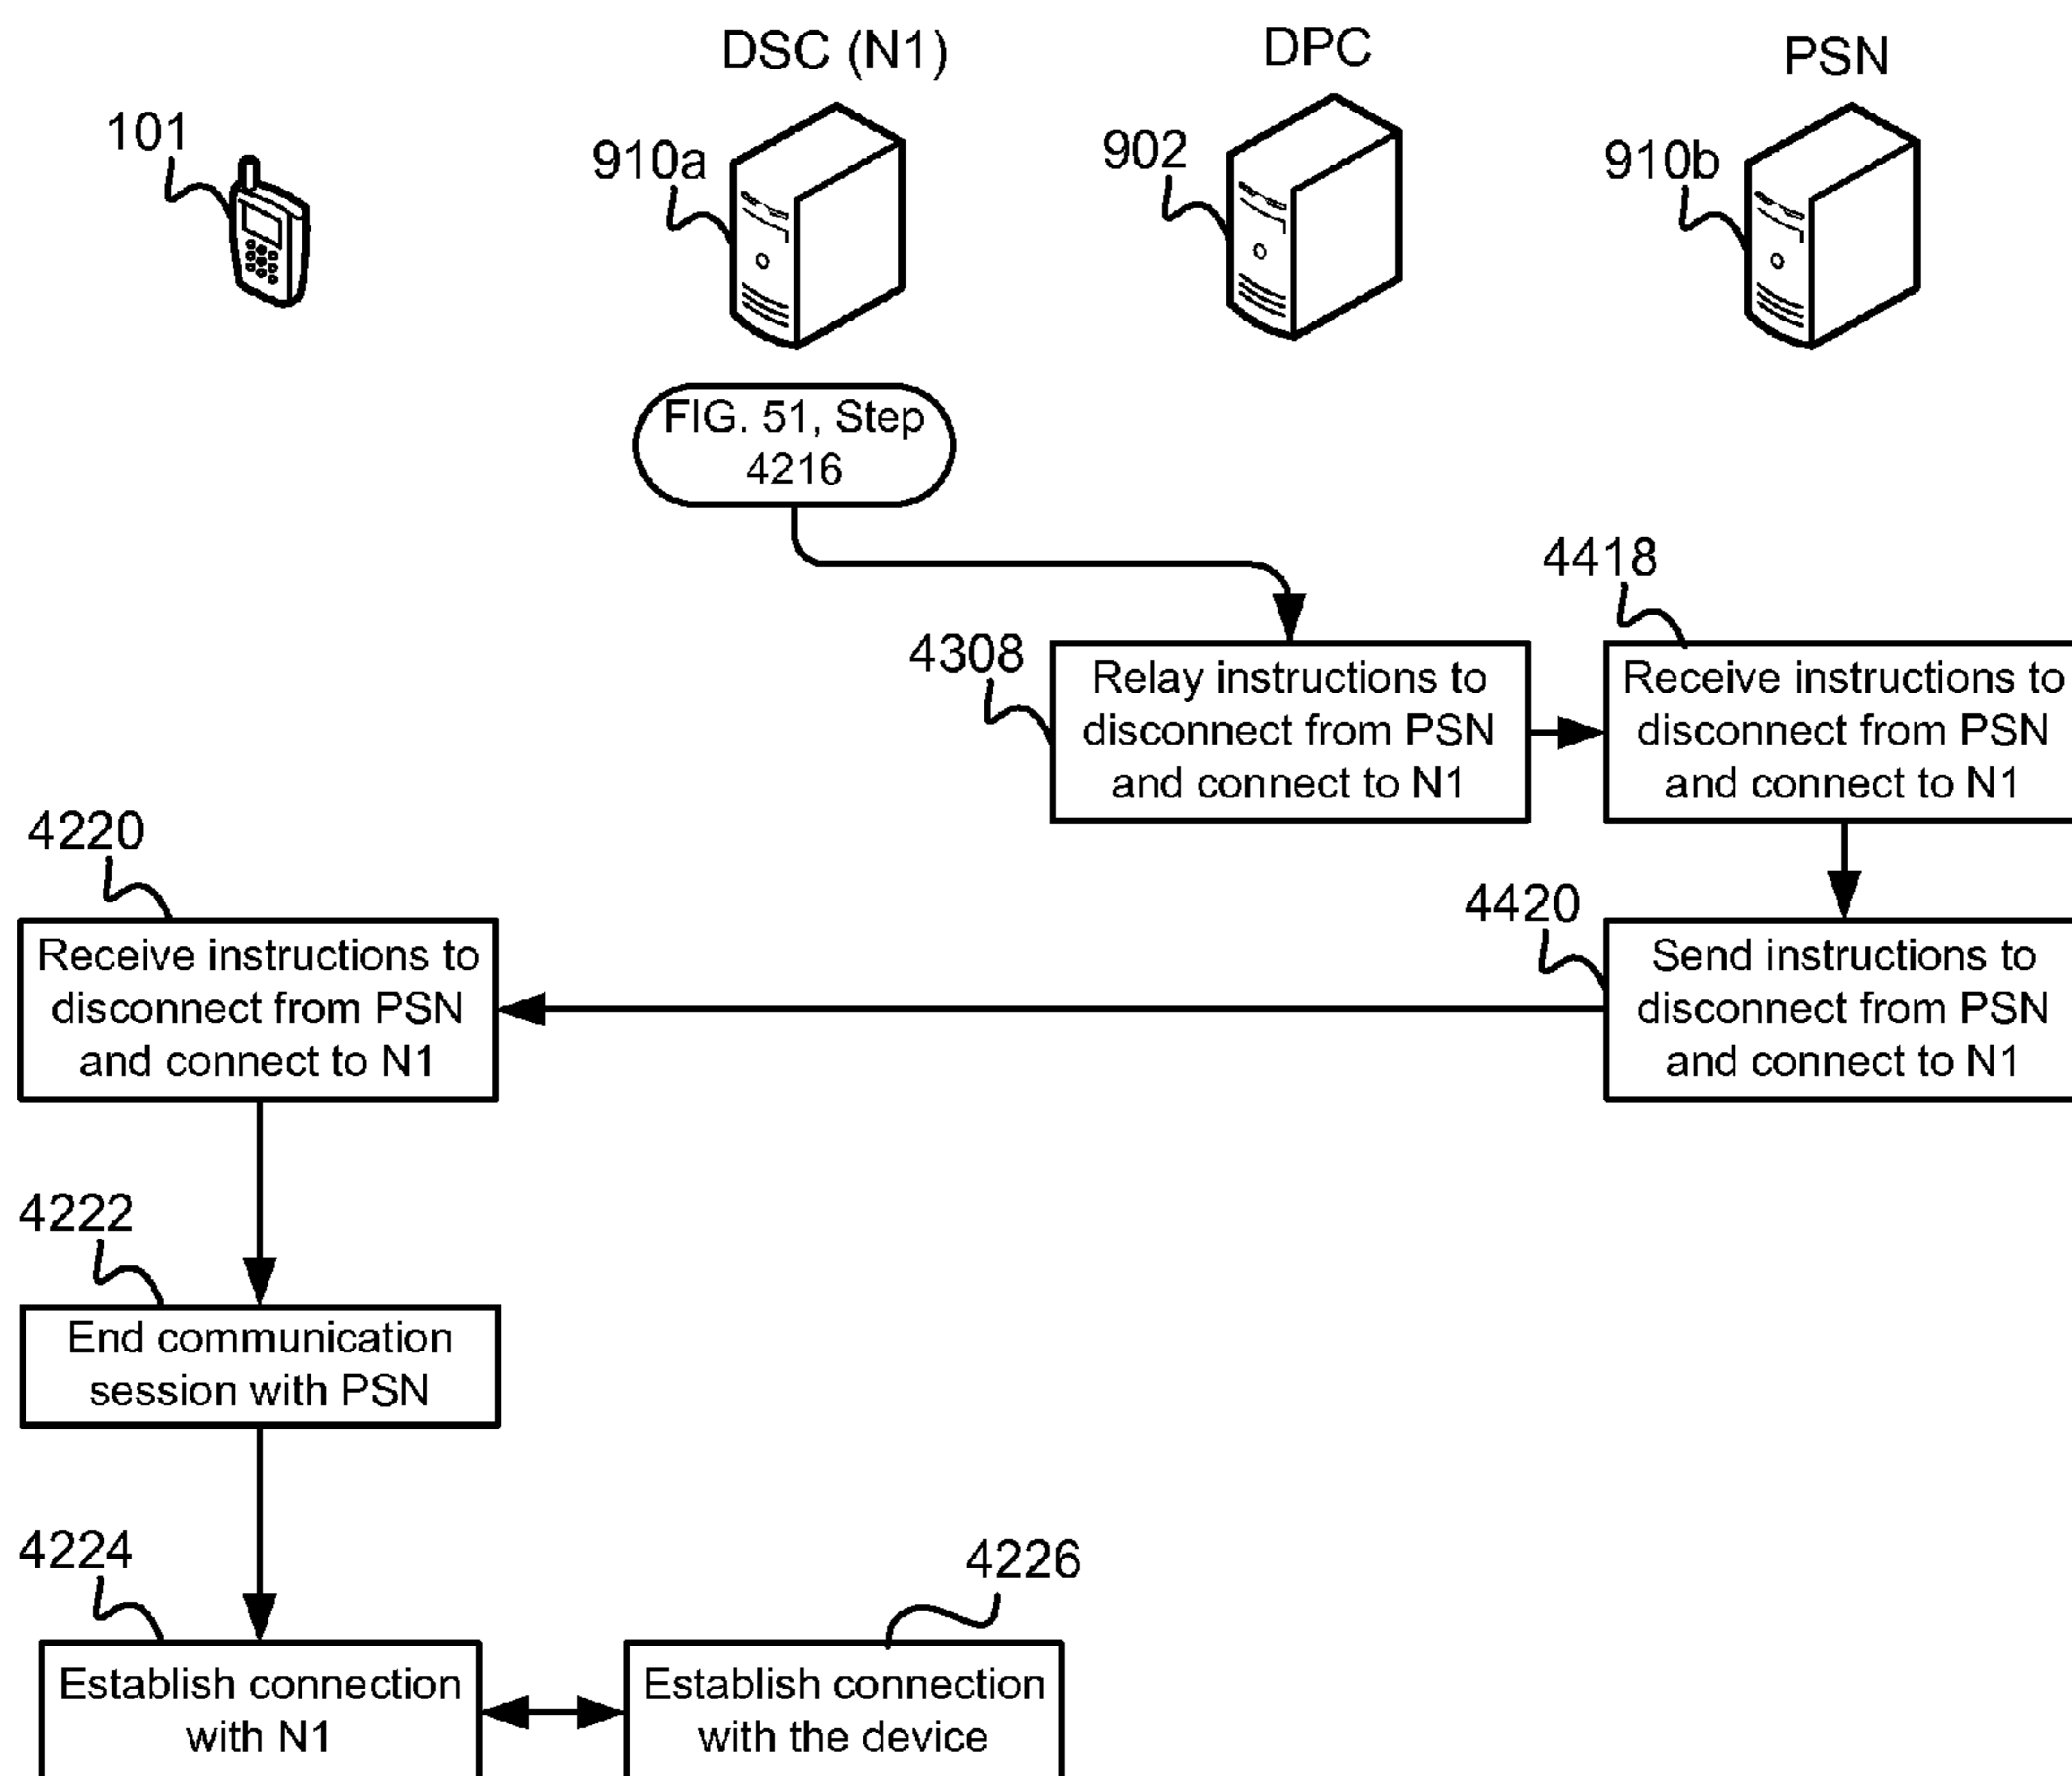 DSC (N1)
DPC
PSN
101
910a
902
910b
FIG. 51, Step
4216
4418
4308
Relay instructions to
disconnect from PSN
and connect to N1
Receive instructions to
disconnect from PSN
and connect to N1
4220
4420
Receive instructions to
disconnect from PSN
and connect to N1
Send instructions to
disconnect from PSN
and connect to N1
4222
End communication
session with PSN
4224
4226
Establish connection
with N1
Establish connection
with the device